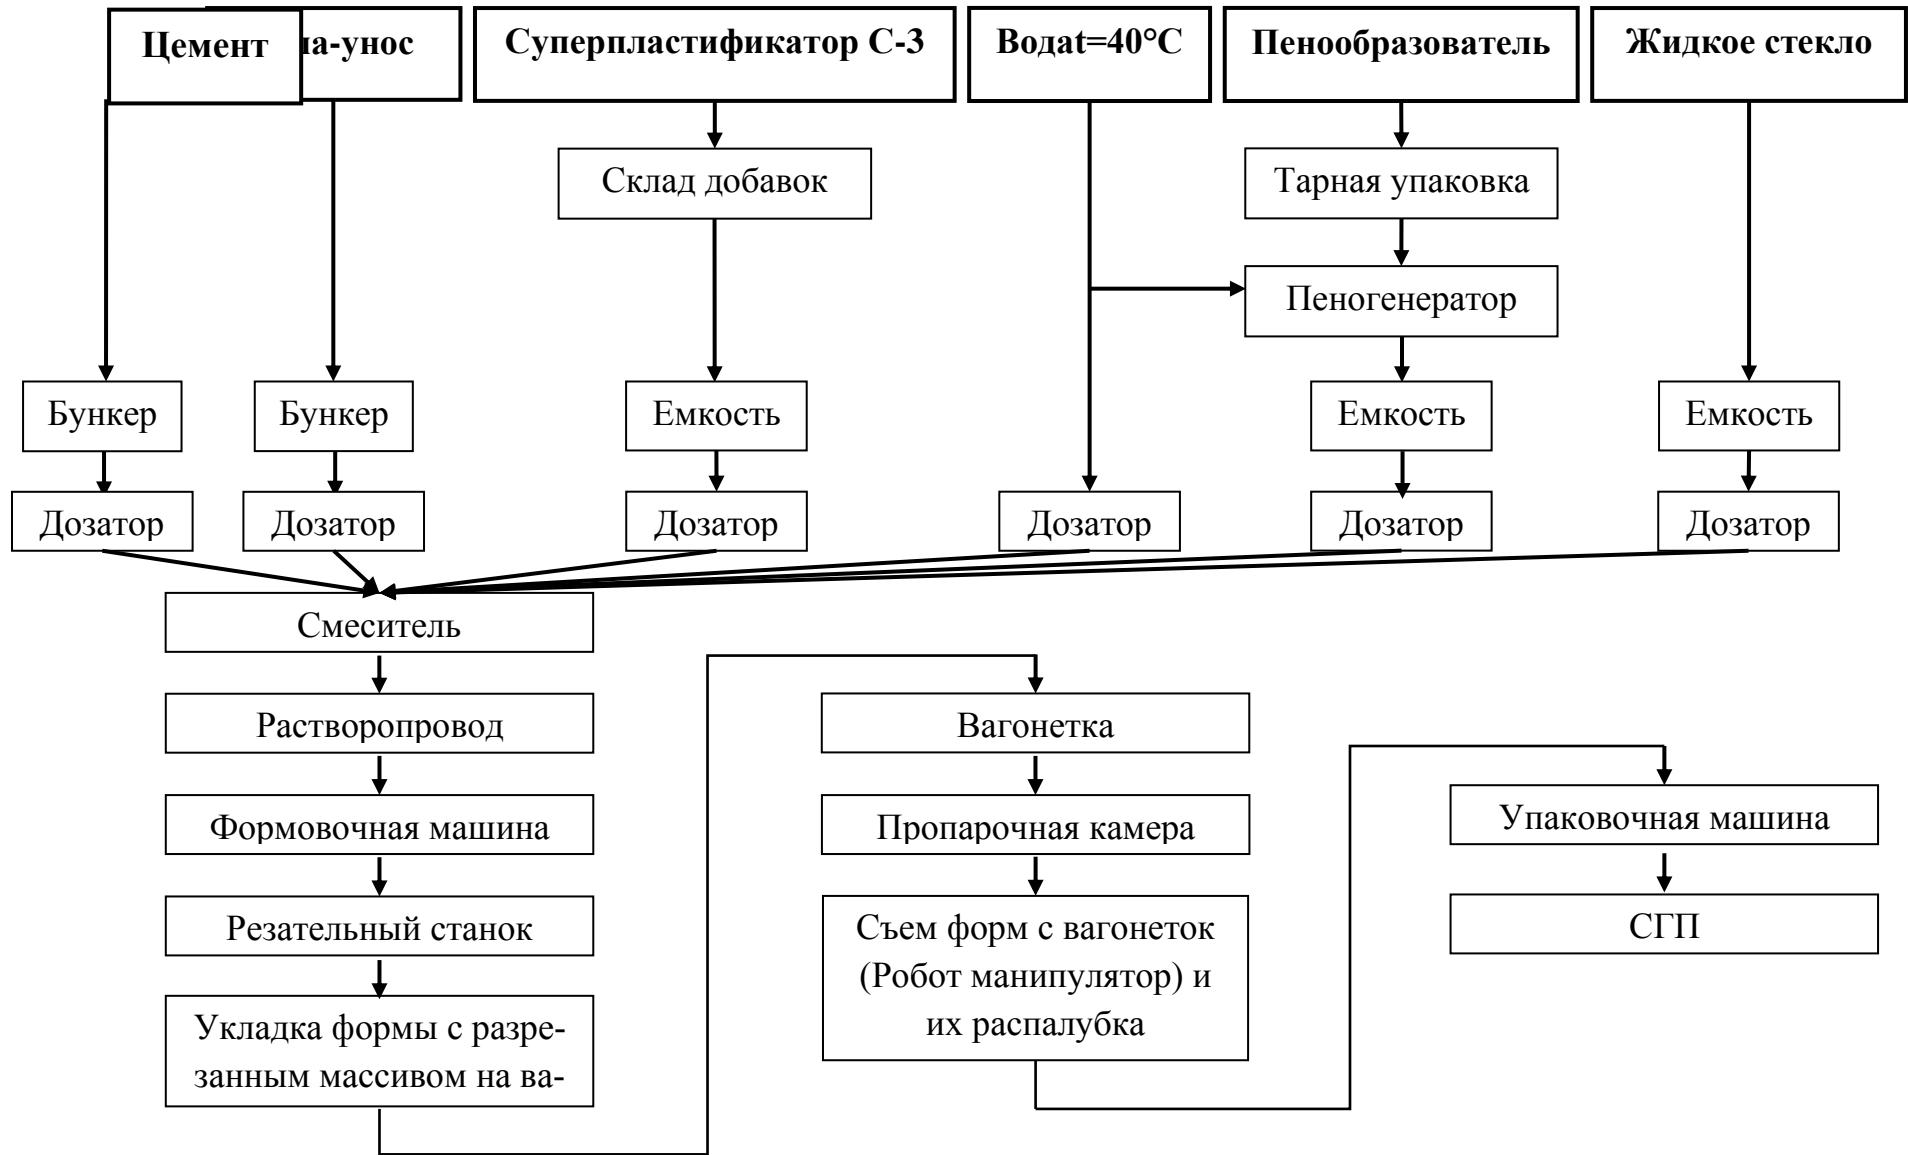 Цемент
-унос
Суперпластификатор С-3
Водаt=40°С
Пенообразователь
Жидкое стекло
Склад добавок
Тарная упаковка
Пеногенератор
Бункер
Бункер
Емкость
Емкость
Емкость
Дозатор
Дозатор
Дозатор
Дозатор
Дозатор
Дозатор
Смеситель
Растворопровод
Формовочная машина
Резательный станок
Укладка формы с разре-
занным массивом на ва-
Вагонетка
Пропарочная камера
Съем форм с вагонеток
(Робот манипулятор) и
их распалубка
Упаковочная машина
СГП